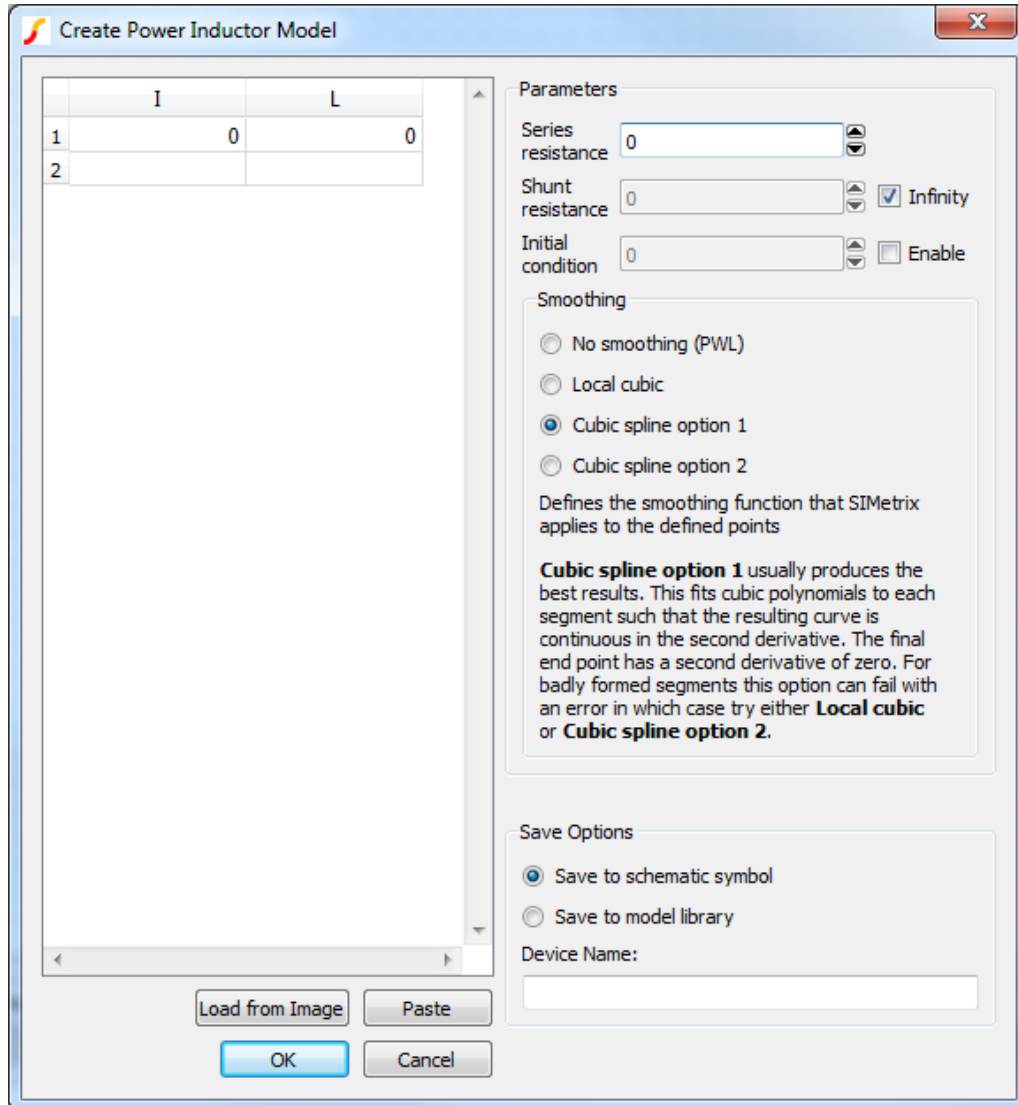 Create Power Inductor Model
I L
1 0 0
2
Load from Image Paste
OK Cancel
Parameters
Series
resistance 0
Shunt
resistance 0 Infinity
Initial
condition 0 Enable
Smoothing
No smoothing (PWL)
Local cubic
Cubic spline option 1
Cubic spline option 2
Defines the smoothing function that SIMetrix
applies to the defined points
Cubic spline option 1 usually produces the
best results. This fits cubic polynomials to each
segment such that the resulting curve is
continuous in the second derivative. The final
end point has a second derivative of zero. For
badly formed segments this option can fail with
an error in which case try either Local cubic
or Cubic spline option 2.
Save Options
Save to schematic symbol
Save to model library
Device Name: